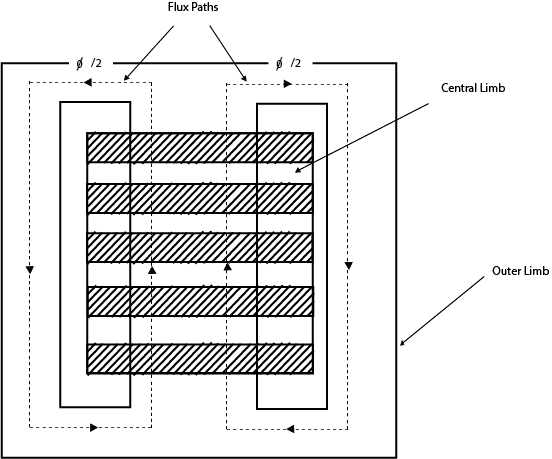 Flux Paths
ϕ /2 ϕ /2
Central Limb
Outer Limb